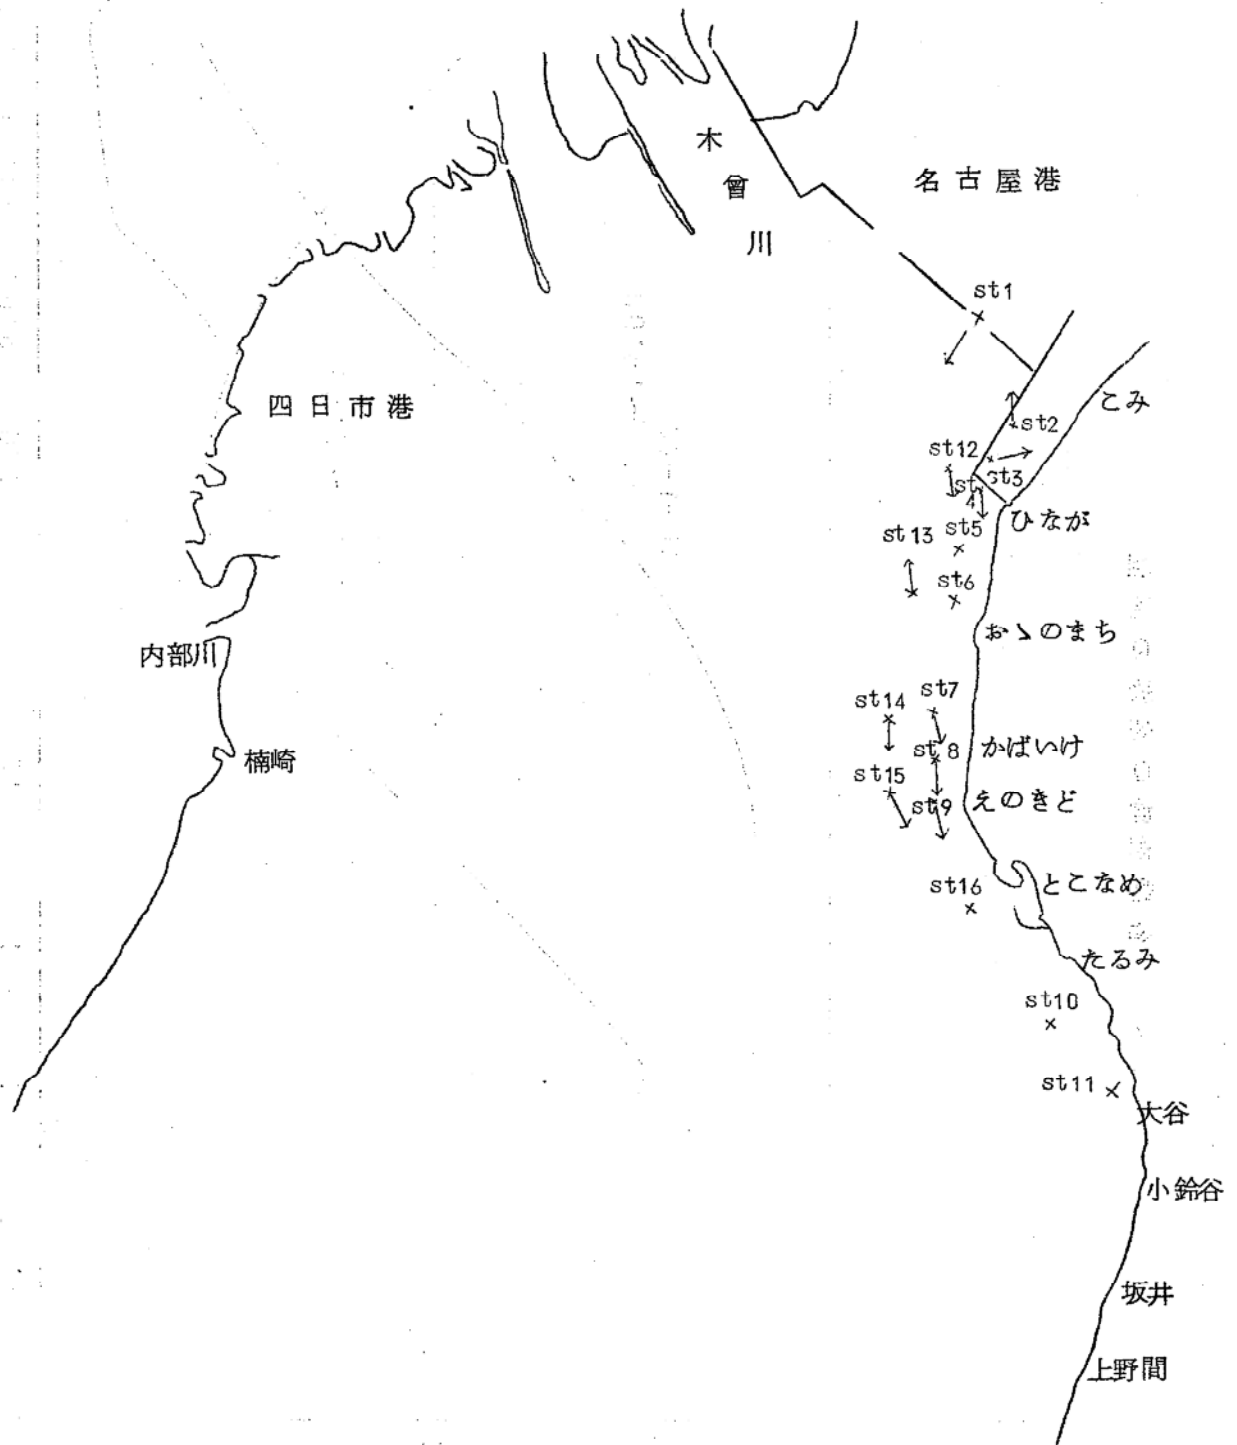 木
曾
川
名古屋港
st1
四日市港
こみ
st2
st12
st3
st4
ひなが
st13
st5
st6
おゝのまち
内部川
st14
st7
楠崎
st8
かばいけ
st15
st9
えのきど
st16
とこなめ
たるみ
st10
st11
大谷
小鈴谷
坂井
上野間